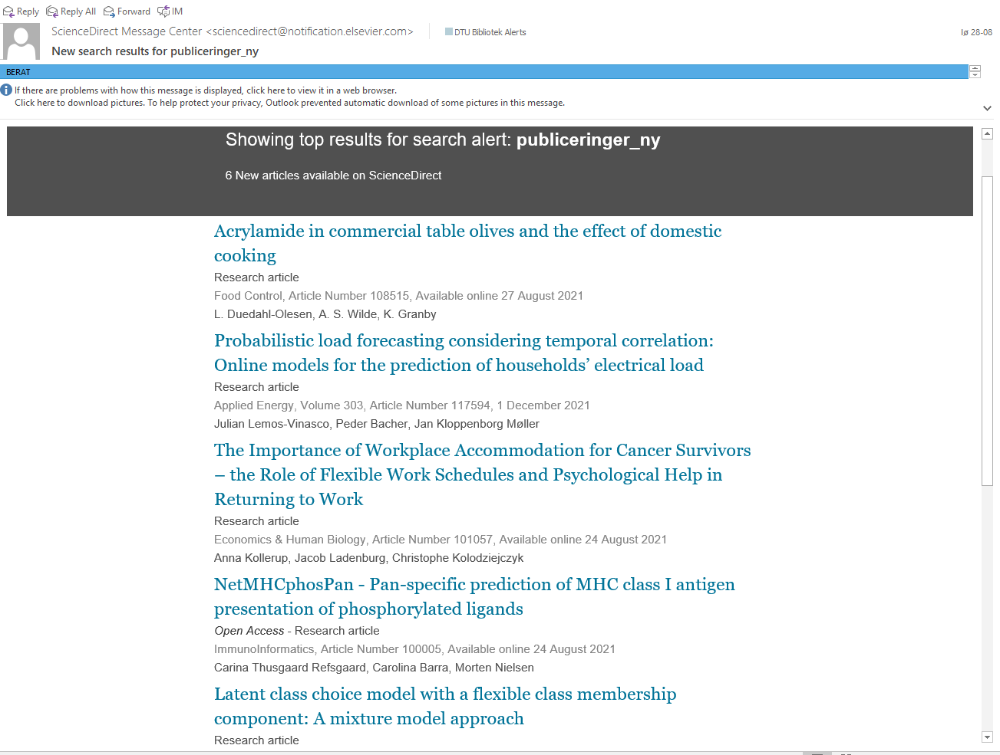 Reply Reply All Forward IM
ScienceDirect Message Center <sciencedirect@notification.elsevier.com> DTU Bibliotek Alerts lø 28-08
New search results for publiceringer_ny
BERAT
If there are problems with how this message is displayed, click here to view it in a web browser.
Click here to download pictures. To help protect your privacy, Outlook prevented automatic download of some pictures in this message.
Showing top results for search alert: publiceringer_ny
6 New articles available on ScienceDirect
Acrylamide in commercial table olives and the effect of domestic
cooking
Research article
Food Control, Article Number 108515, Available online 27 August 2021
L. Duedahl-Olesen, A. S. Wilde, K. Granby
Probabilistic load forecasting considering temporal correlation:
Online models for the prediction of households’ electrical load
Research article
Applied Energy, Volume 303, Article Number 117594, 1 December 2021
Julian Lemos-Vinasco, Peder Bacher, Jan Kloppenborg Møller
The Importance of Workplace Accommodation for Cancer Survivors
– the Role of Flexible Work Schedules and Psychological Help in
Returning to Work
Research article
Economics & Human Biology, Article Number 101057, Available online 24 August 2021
Anna Kollerup, Jacob Ladenburg, Christophe Kolodziejczyk
NetMHCphosPan - Pan-specific prediction of MHC class I antigen
presentation of phosphorylated ligands
Open Access - Research article
ImmunoInformatics, Article Number 100005, Available online 24 August 2021
Carina Thusgaard Refsgaard, Carolina Barra, Morten Nielsen
Latent class choice model with a flexible class membership
component: A mixture model approach
Research article